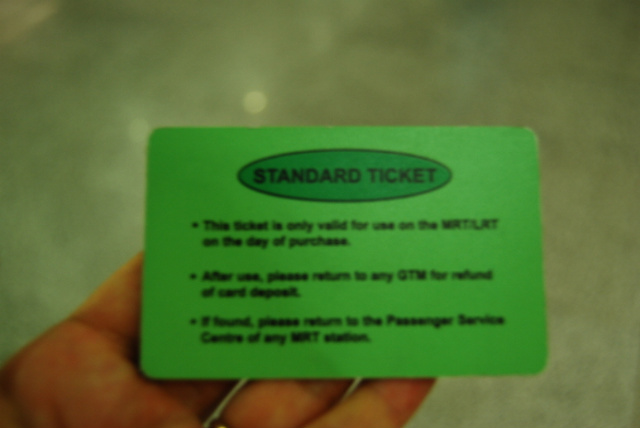 STANDARD TICKET
• This ticket is only valid for use on the MRT/LRT
on the day of purchase.
• After use, please return to any GTM for refund
of card deposit.
• If found, please return to the Passenger Service
Centre of any MRT station.